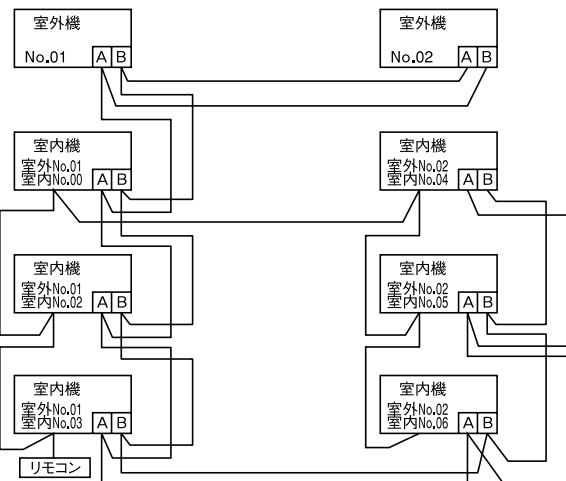 室外機
No.01 A B
室外機
No.02 A B
室内機
室外No.01
室内No.00 A B
室内機
室外No.02
室内No.04 A B
室内機
室外No.01
室内No.02 A B
室内機
室外No.02
室内No.05 A B
室内機
室外No.01
室内No.03 A B
室内機
室外No.02
室内No.06 A B
リモコン